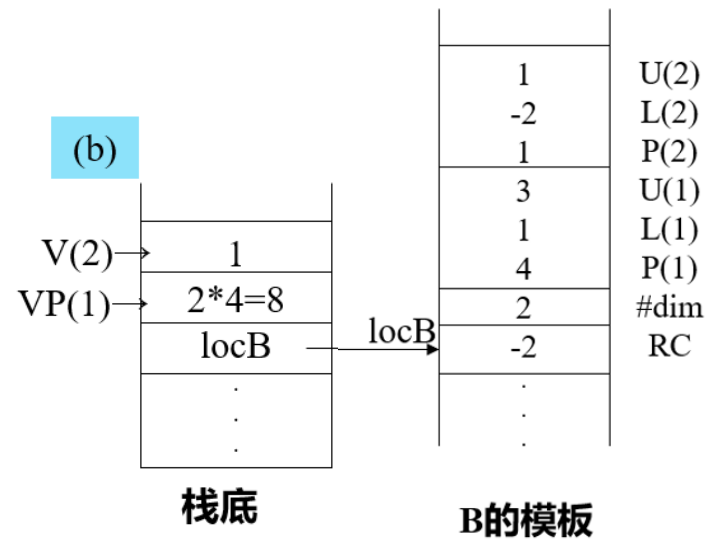 (b)
V(2) 1
VP(1) 2*4=8
locB
栈底
locB
1 U(2)
-2 L(2)
1 P(2)
3 U(1)
1 L(1)
4 P(1)
2 #dim
-2 RC
B的模板